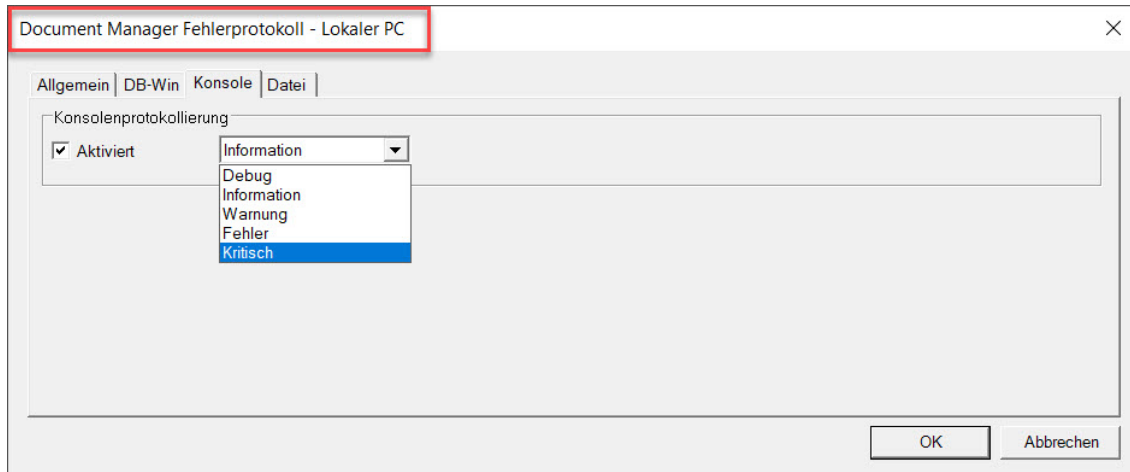 Document Manager Fehlerprotokoll - Lokaler PC
Allgemein DB-Win Konsole Datei
Konsolenprotokollierung
Aktiviert Information
Debug
Information
Warnung
Fehler
Kritisch
OK Abbrechen